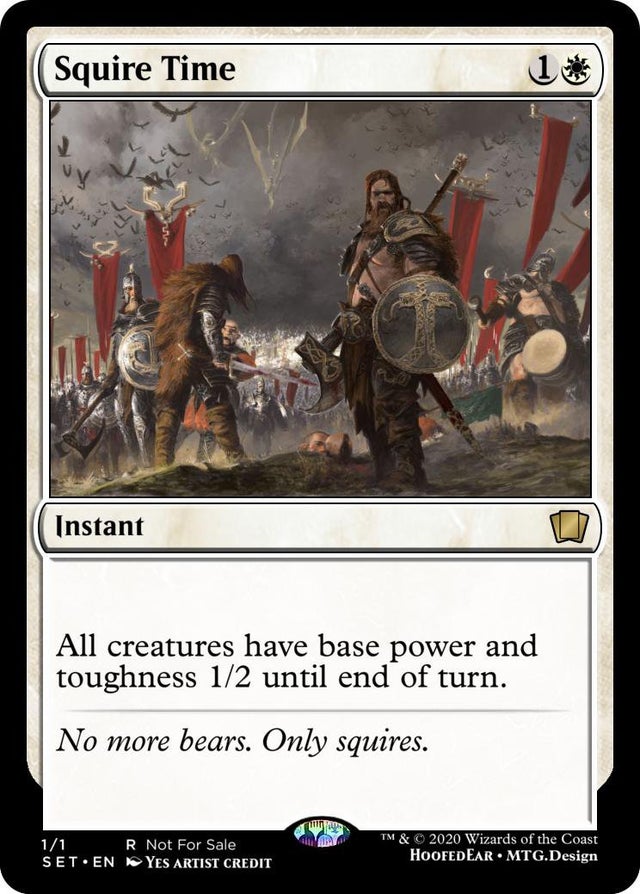 Squire Time 1
Instant
All creatures have base power and
toughness 1/2 until end of turn.
No more bears. Only squires.
1/1 R Not For Sale ™ & © 2020 Wizards of the Coast
SET • EN Yes artist credit HoofedEar • MTG.Design